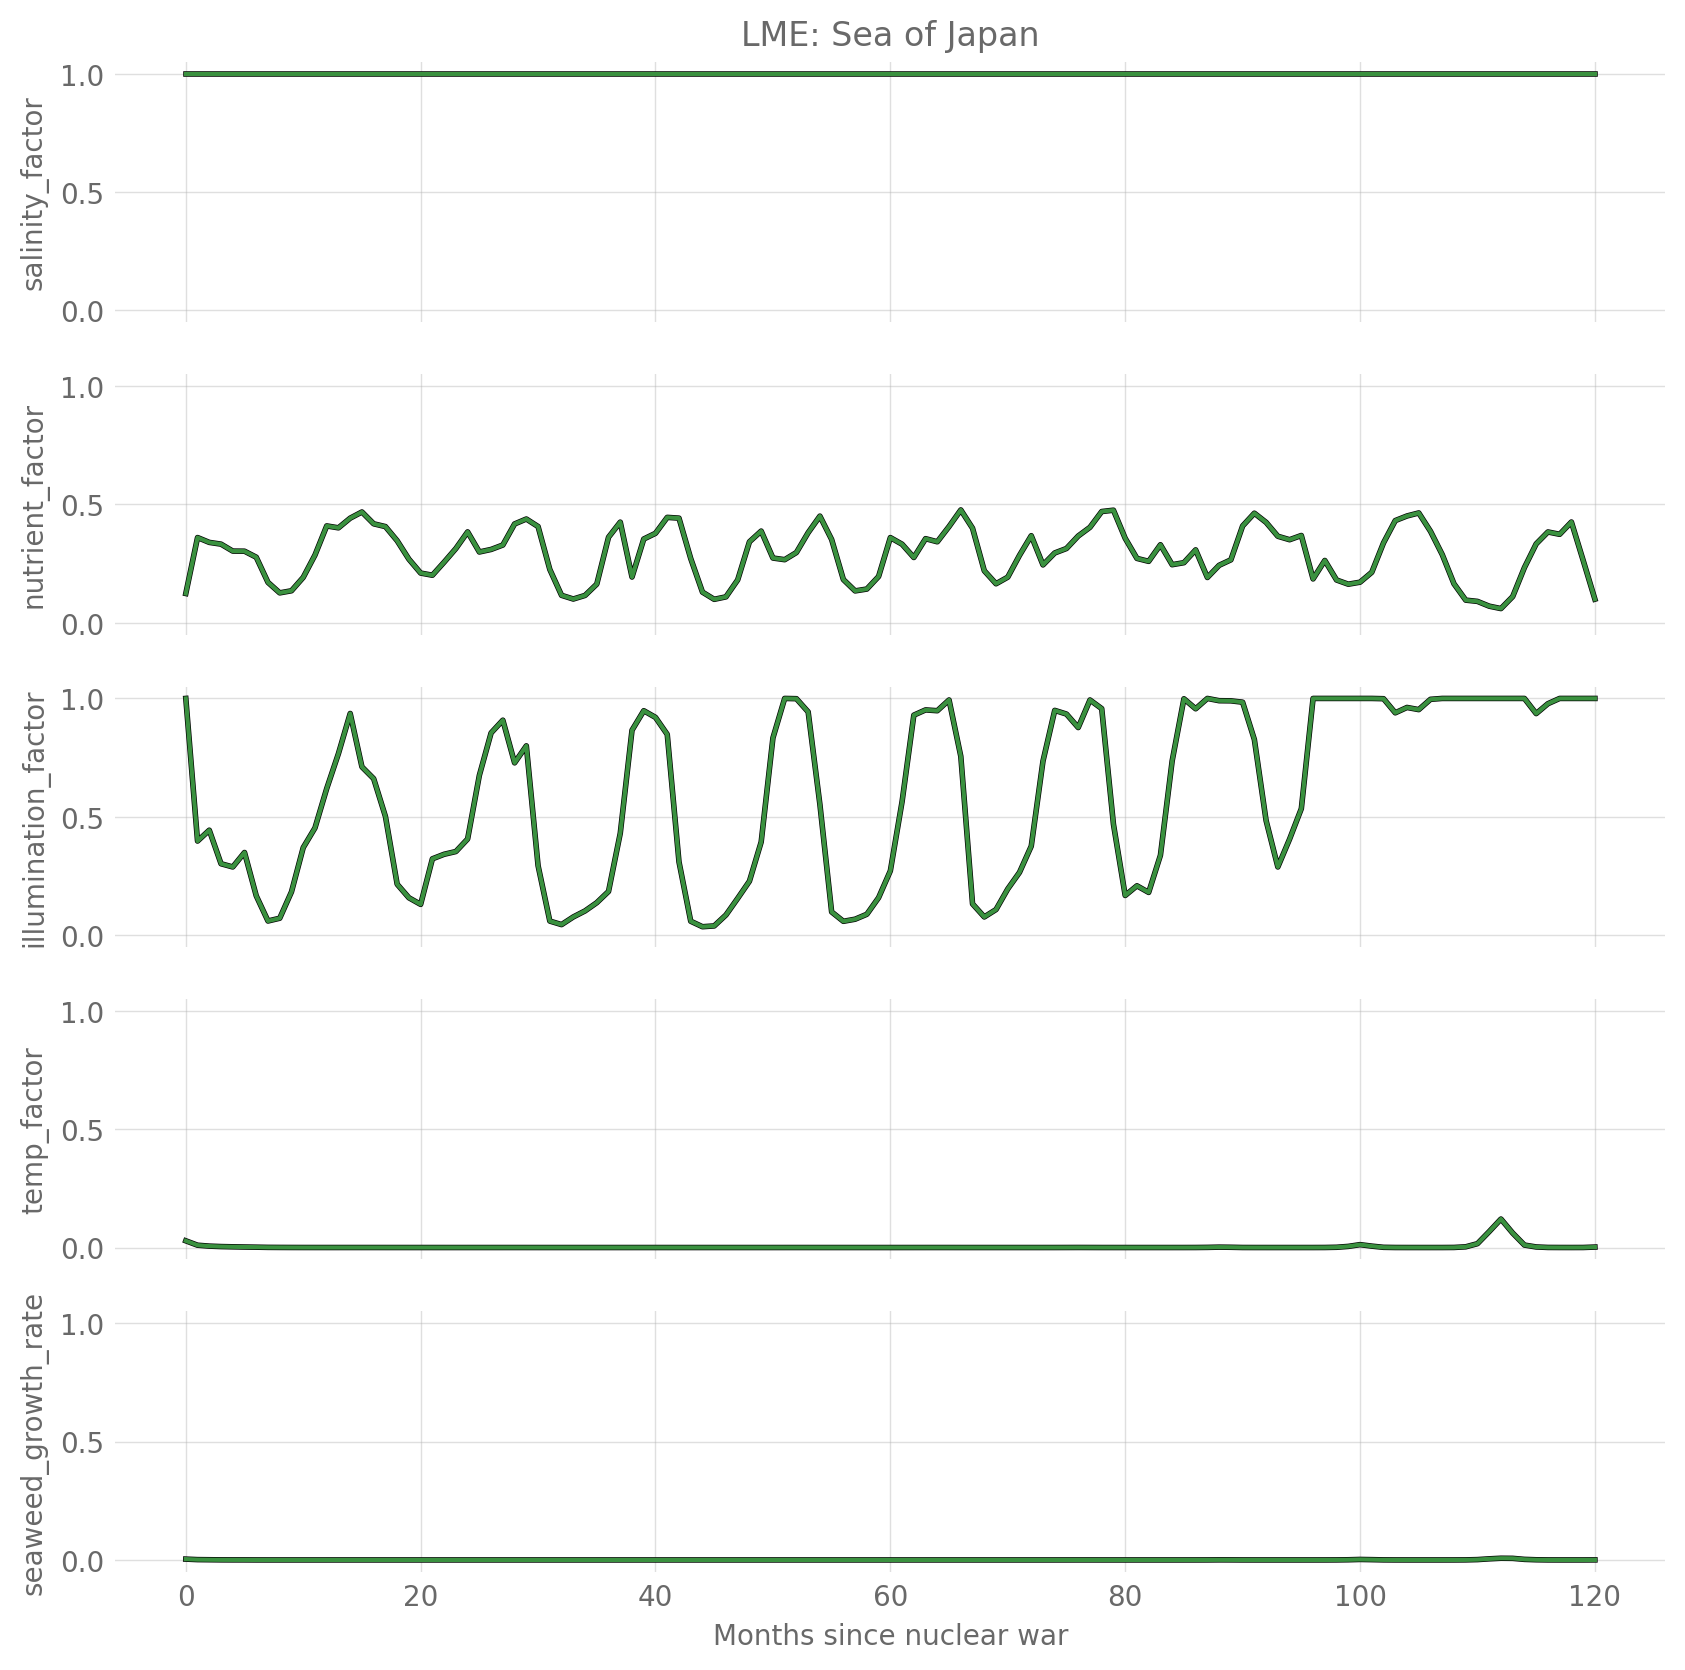 LME: Sea of Japan
salinity_factor
1.0
0.5
0.0
nutrient_factor
1.0
0.5
0.0
illumination_factor
1.0
0.5
0.0
temp_factor
1.0
0.5
0.0
seaweed_growth_rate
1.0
0.5
0.0
0 20 40 60 80 100 120
Months since nuclear war